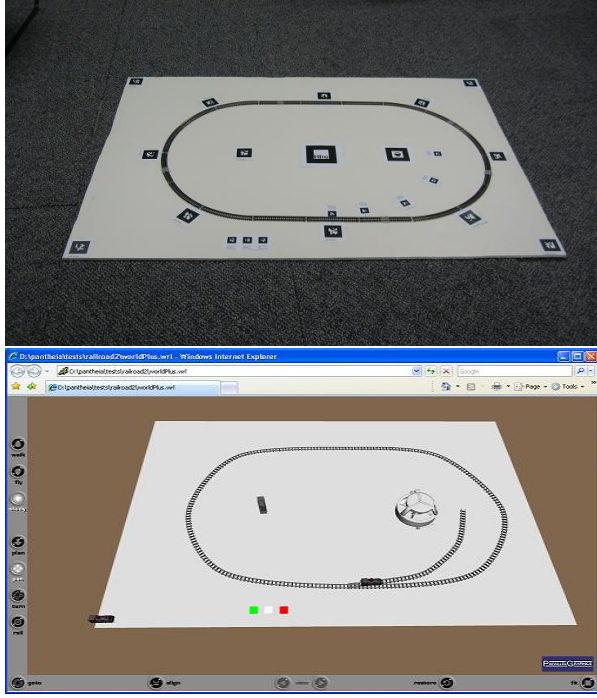 D:\pantheia\tests\railroad2\worldPlus.wrl - Windows Internet Explorer
D:\pantheia\tests\railroad2\worldPlus.wrl
Google
D:\pantheia\tests\railroad2\worldPlus.wrl
Page
Tools
walk
fly
study
plan
pan
turn
roll
PARALLELGRAPHICS
goto
align
view
restore
fit